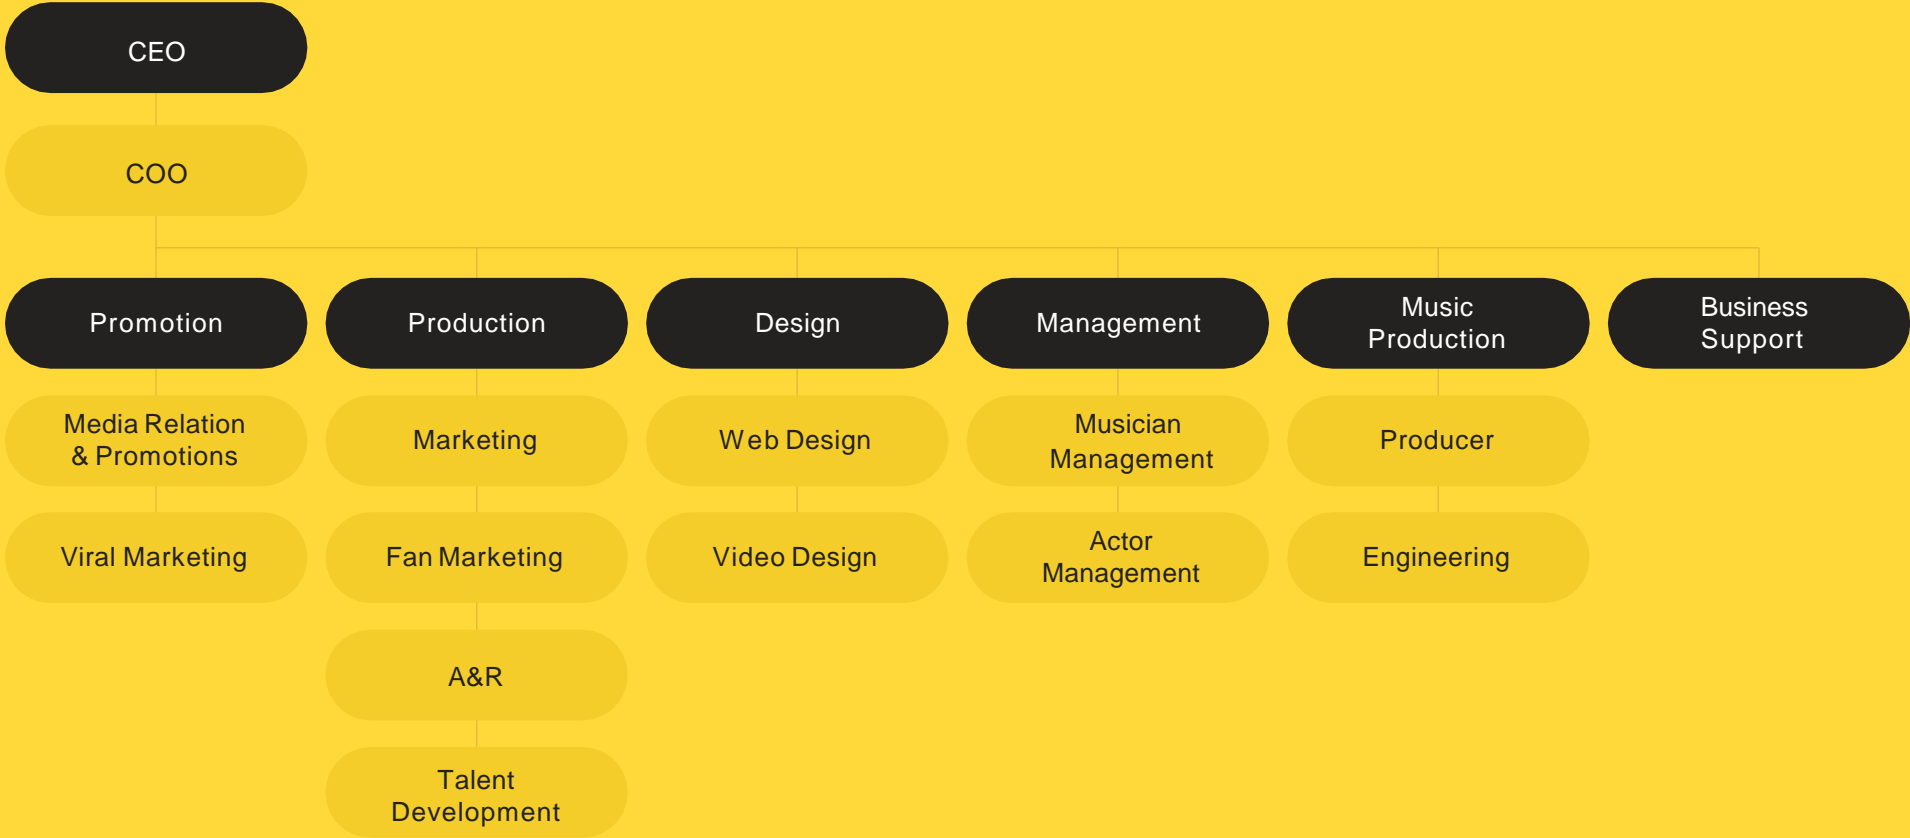 CEO
COO
Promotion
Production
Design
Management
Music
Production
Business
Support
Media Relation
& Promotions
Marketing
Web Design
Musician
Management
Producer
Viral Marketing
Fan Marketing
Video Design
Actor
Management
Engineering
A&R
Talent
Development